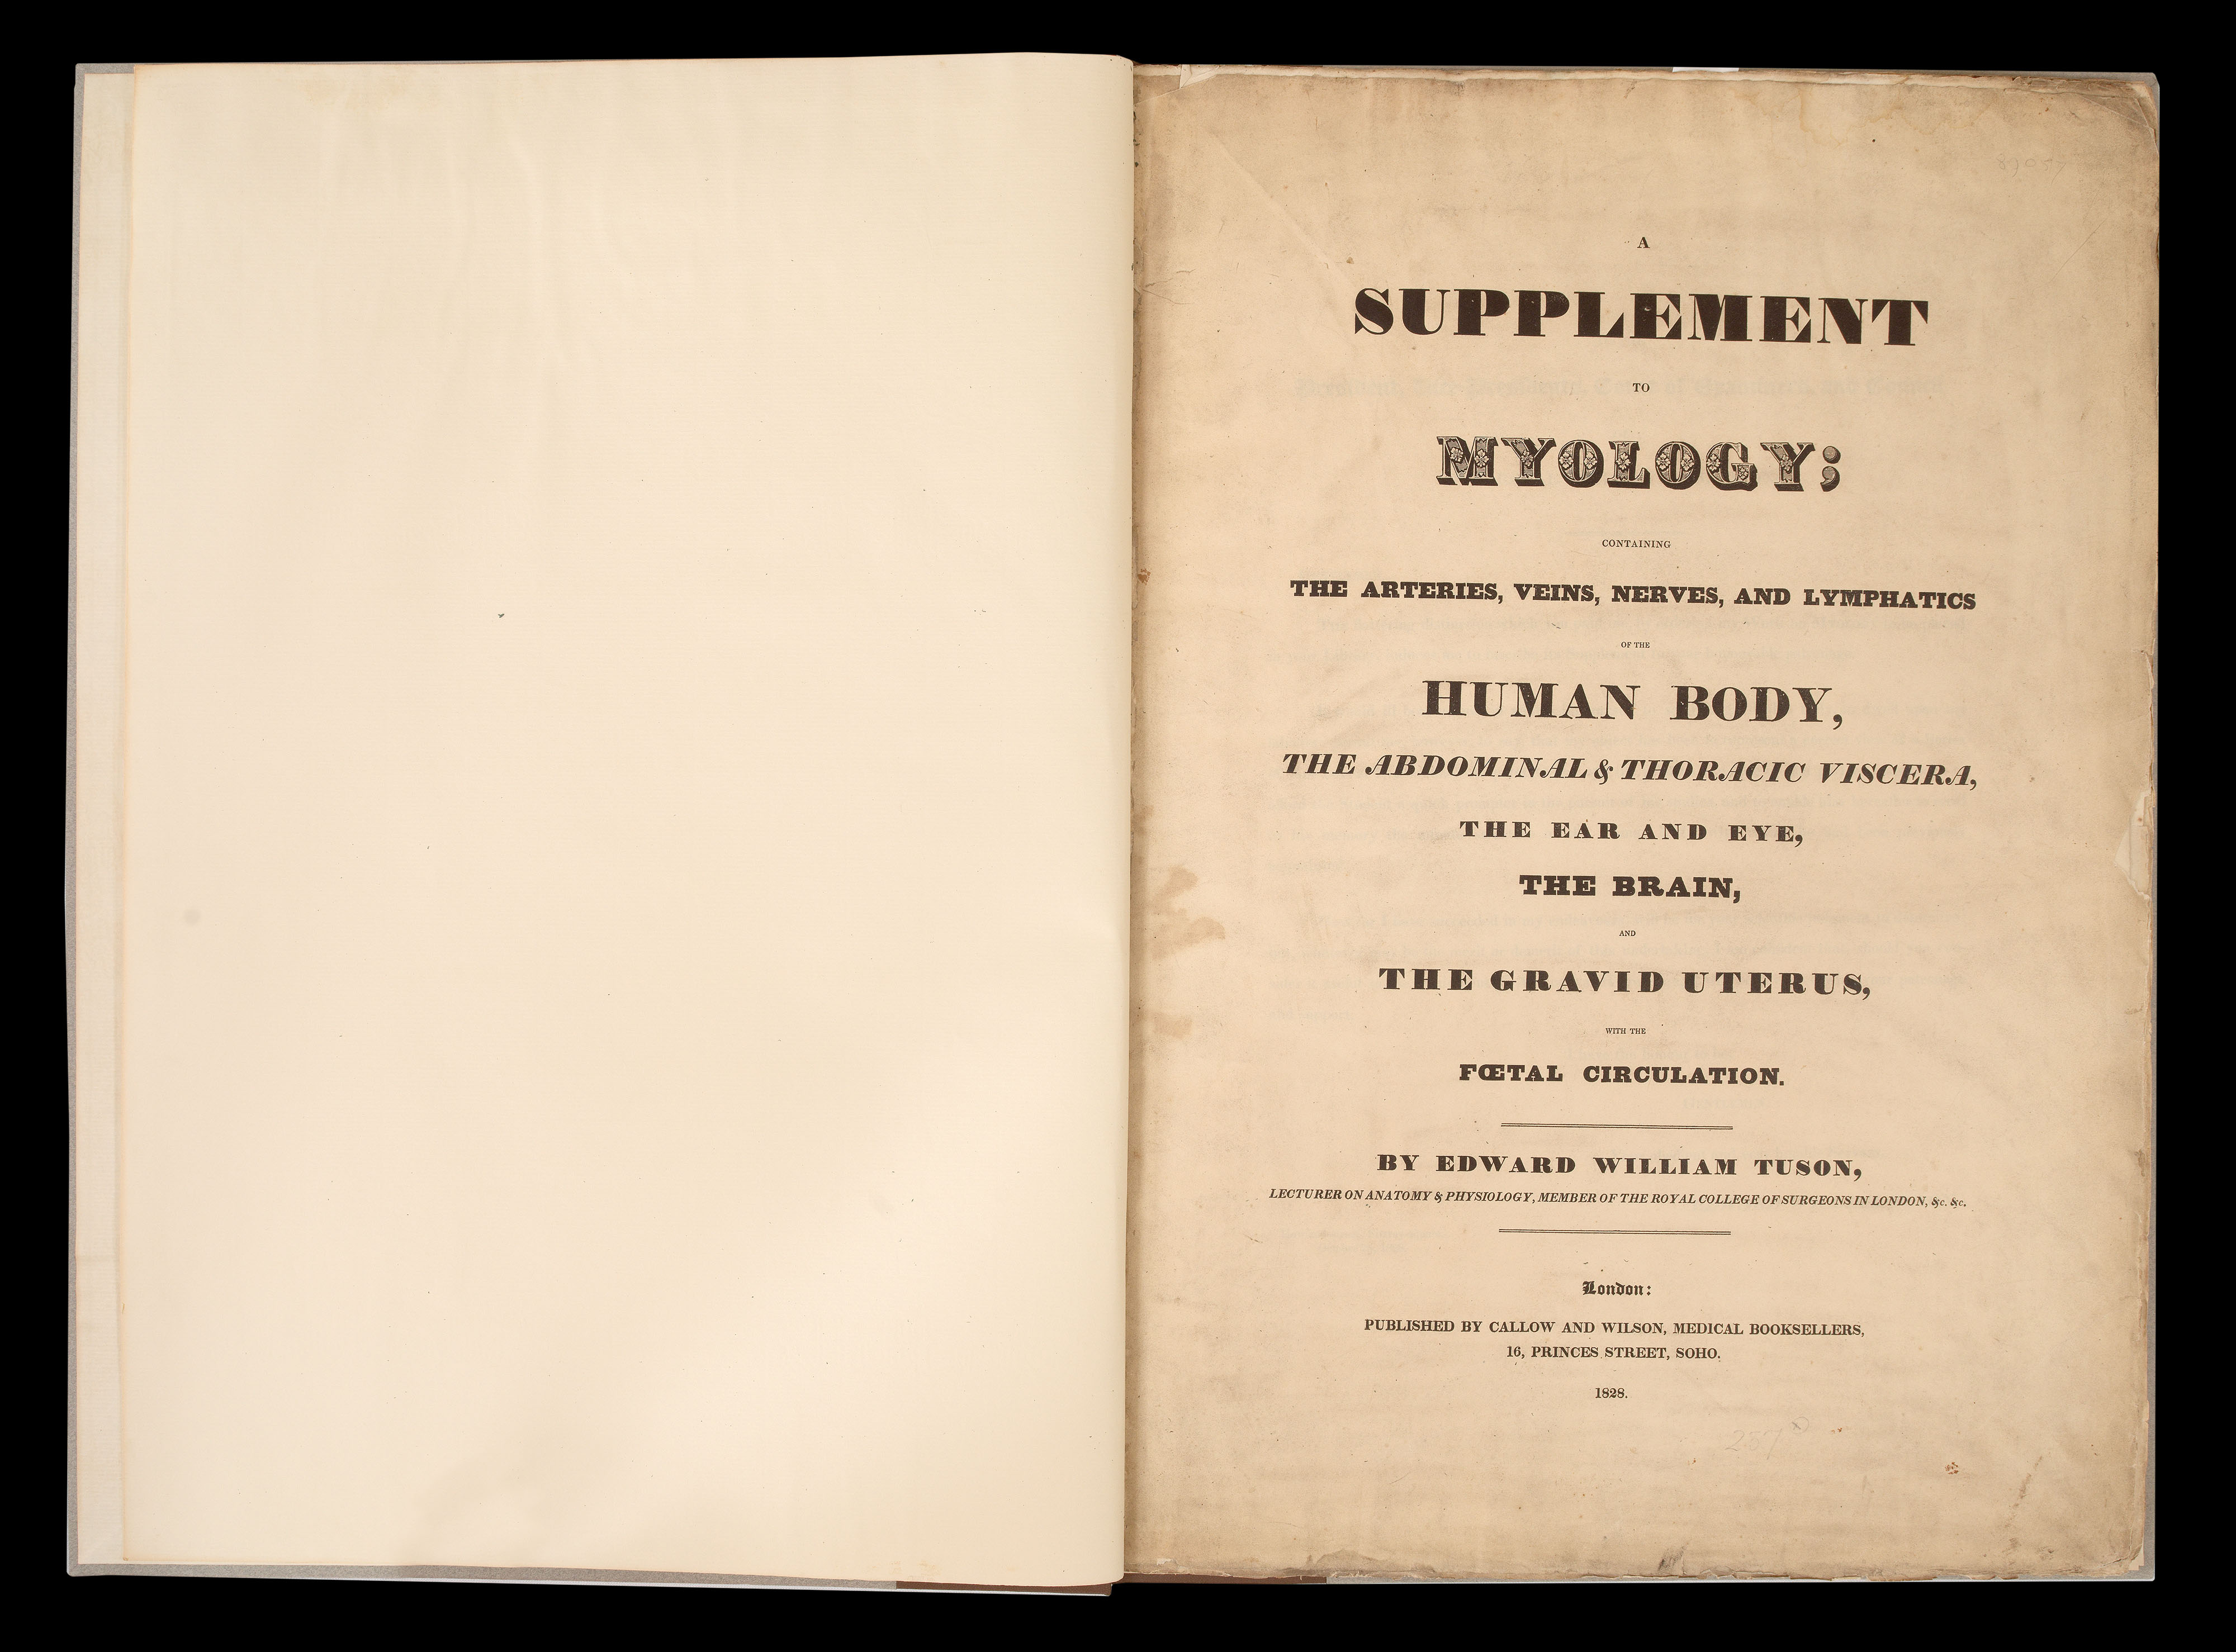 A
SUPPLEMENT
TO
MYOLOGY;
CONTAINING
THE ARTERIES, VEINS, NERVES, AND LYMPHATICS
OF THE
HUMAN BODY,
THE ABDOMINAL & THORACIC VISCERA,
THE EAR AND EYE,
THE BRAIN,
AND
THE GRAVID UTERUS,
WITH THE
FŒTAL CIRCULATION.
BY EDWARD WILLIAM TUSON,
LECTURER ON ANATOMY & PHYSIOLOGY, MEMBER OF THE ROYAL COLLEGE OF SURGEONS IN LONDON, &c. &c.
London:
PUBLISHED BY CALLOW AND WILSON, MEDICAL BOOKSELLERS,
16, PRINCES STREET, SOHO.
1828.